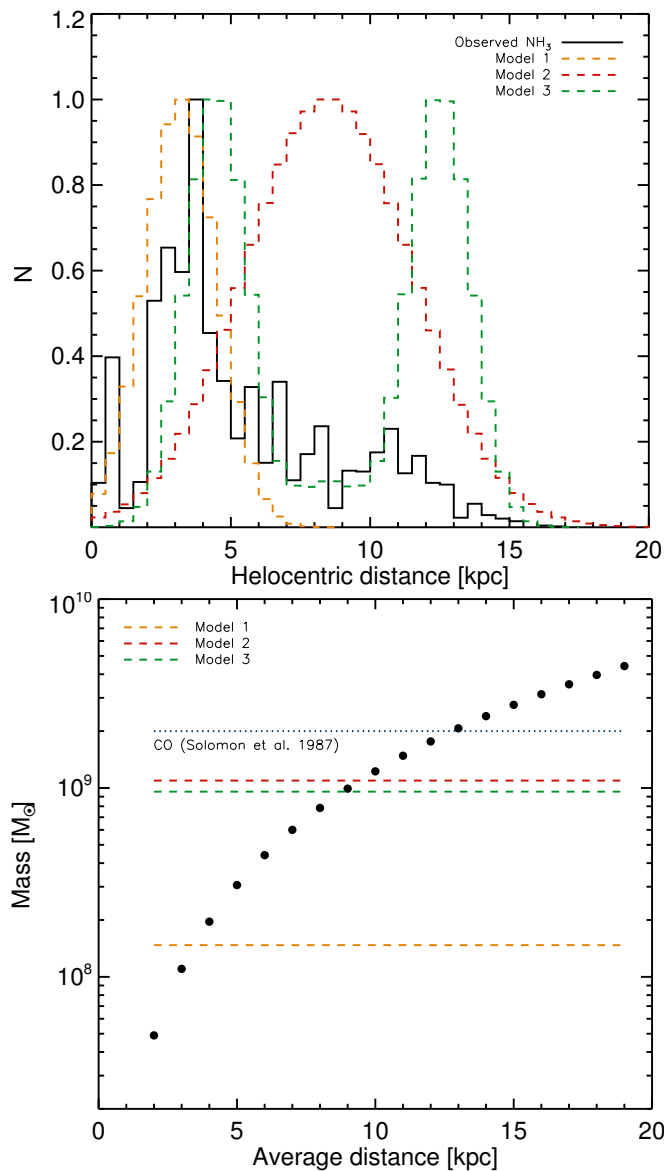 Observed NH3
Model 1
Model 2
Model 3
1.0
0.8
0.6
0.4
0.2
N
0 5 10 15 20
Helocentric distance [kpc]
10^10
10^9
10^8
Model 1
Model 2
Model 3
CO (Solomon et al. 1987)
Mass [M☉]
0 5 10 15 20
Average distance [kpc]